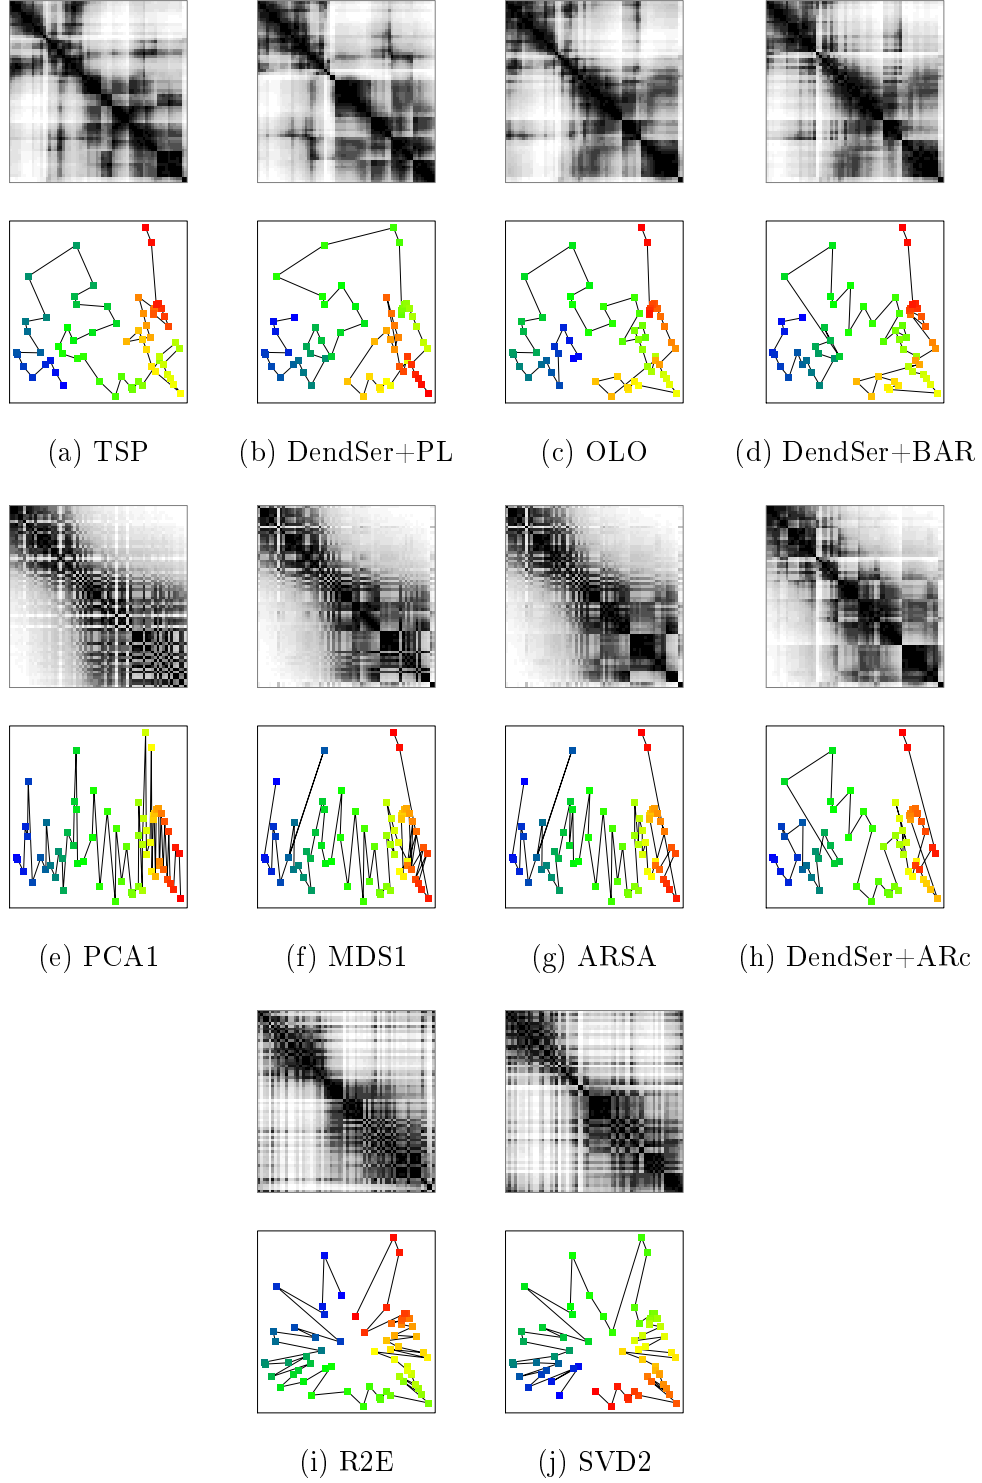 (a) TSP
(b) DendSer+PL
(c) OLO
(d) DendSer+BAR
(e) PCA1
(f) MDS1
(g) ARSA
(h) DendSer+ARc
(i) R2E
(j) SVD2